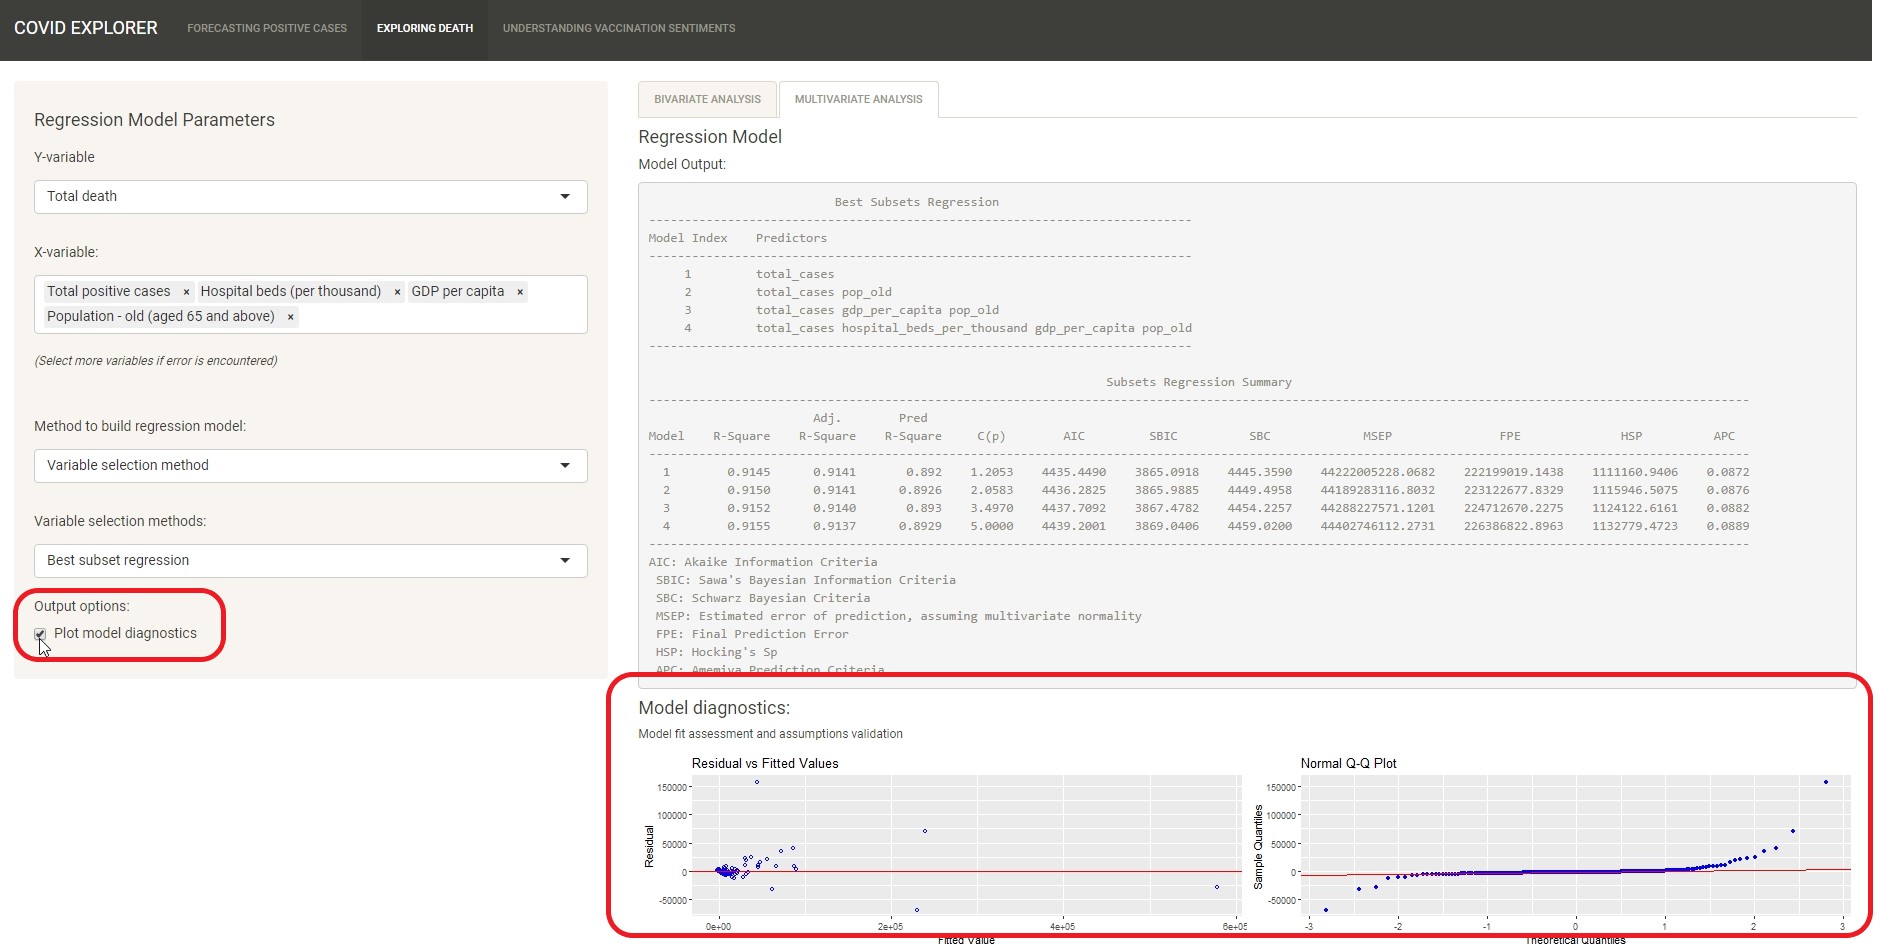 COVID EXPLORER FORECASTING POSITIVE CASES EXPLORING DEATH UNDERSTANDING VACCINATION SENTIMENTS
Regression Model Parameters
Y-variable
Total death
X-variable:
Total positive cases × Hospital beds (per thousand) × GDP per capita ×
Population - old (aged 65 and above) ×
(Select more variables if error is encountered)
Method to build regression model:
Variable selection method
Variable selection methods:
Best subset regression
Output options:
Plot model diagnostics
BIVARIATE ANALYSIS MULTIVARIATE ANALYSIS
Regression Model
Model Output:
Best Subsets Regression
Model Index Predictors
1 total_cases
2 total_cases pop_old
3 total_cases gdp_per_capita pop_old
4 total_cases hospital_beds_per_thousand gdp_per_capita pop_old
Subsets Regression Summary
Adj. Pred
Model R-Square R-Square R-Square C(p) AIC SBIC SBC MSEP FPE HSP APC
1 0.9145 0.9141 0.892 1.2053 4435.4490 3865.0918 4445.3590 44222005228.0682 222199019.1438 1111160.9406 0.0872
2 0.9150 0.9141 0.8926 2.0583 4436.2825 3865.9885 4449.4958 44189283116.8032 223122677.8329 1115946.5075 0.0876
3 0.9152 0.9140 0.893 3.4970 4437.7092 3867.4782 4454.2257 44288227571.1201 224712670.2275 1124122.6161 0.0882
4 0.9155 0.9137 0.8929 5.0000 4439.2001 3869.0406 4459.0200 44402746112.2731 226386822.8963 1132779.4723 0.0889
AIC: Akaike Information Criteria
SBIC: Sawa's Bayesian Information Criteria
SBC: Schwarz Bayesian Criteria
MSEP: Estimated error of prediction, assuming multivariate normality
FPE: Final Prediction Error
HSP: Hocking's Sp
APC: Amemiya Prediction Criteria
Model diagnostics:
Model fit assessment and assumptions validation
Residual vs Fitted Values
Residual
150000
100000
50000
0
-50000
0e+00 2e+05 4e+05 6e+05
Fitted Value
Normal Q-Q Plot
Sample Quantiles
150000
100000
50000
0
-50000
-3 -2 -1 0 1 2 3
Theoretical Quantiles